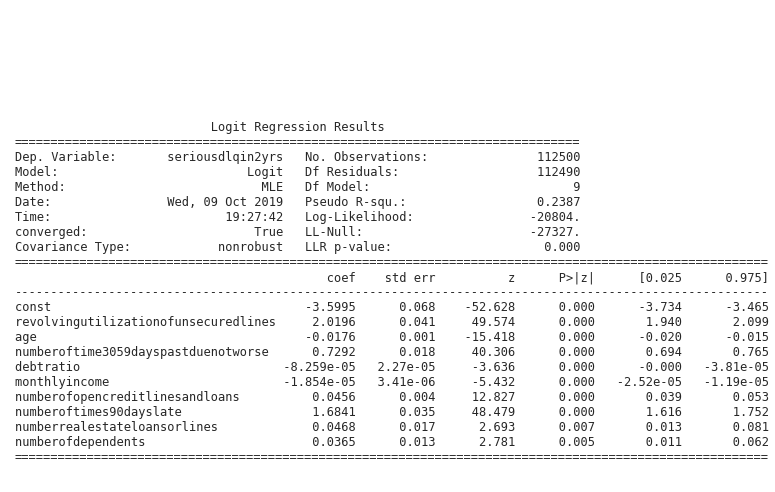 Logit Regression Results
==============================================================================
Dep. Variable: seriousdlqin2yrs No. Observations: 112500
Model: Logit Df Residuals: 112490
Method: MLE Df Model: 9
Date: Wed, 09 Oct 2019 Pseudo R-squ.: 0.2387
Time: 19:27:42 Log-Likelihood: -20804.
converged: True LL-Null: -27327.
Covariance Type: nonrobust LLR p-value: 0.000
========================================================================================================
coef std err z P>|z| [0.025 0.975]
--------------------------------------------------------------------------------------------------------
const -3.5995 0.068 -52.628 0.000 -3.734 -3.465
revolvingutilizationofunsecuredlines 2.0196 0.041 49.574 0.000 1.940 2.099
age -0.0176 0.001 -15.418 0.000 -0.020 -0.015
numberoftime3059dayspastduenotworse 0.7292 0.018 40.306 0.000 0.694 0.765
debtratio -8.259e-05 2.27e-05 -3.636 0.000 -0.000 -3.81e-05
monthlyincome -1.854e-05 3.41e-06 -5.432 0.000 -2.52e-05 -1.19e-05
numberofopencreditlinesandloans 0.0456 0.004 12.827 0.000 0.039 0.053
numberoftimes90dayslate 1.6841 0.035 48.479 0.000 1.616 1.752
numberrealestateloansorlines 0.0468 0.017 2.693 0.007 0.013 0.081
numberofdependents 0.0365 0.013 2.781 0.005 0.011 0.062
========================================================================================================